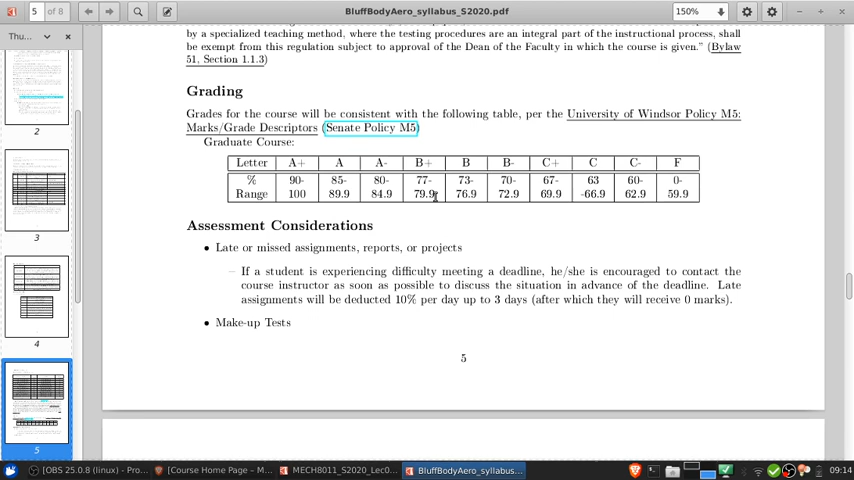 5 of 8
BluffBodyAero_syllabus_S2020.pdf
150%
Thu...
2
3
4
5
by a specialized teaching method, where the testing procedures are an integral part of the instructional process, shall
be exempt from this regulation subject to approval of the Dean of the Faculty in which the course is given.” (Bylaw
51, Section 1.1.3)
Grading
Grades for the course will be consistent with the following table, per the University of Windsor Policy M5:
Marks/Grade Descriptors (Senate Policy M5)
Graduate Course:
Letter A+ A A- B+ B B- C+ C C- F
% 90- 85- 80- 77- 73- 70- 67- 63 60- 0-
Range 100 89.9 84.9 79.9 76.9 72.9 69.9 -66.9 62.9 59.9
Assessment Considerations
• Late or missed assignments, reports, or projects
– If a student is experiencing difficulty meeting a deadline, he/she is encouraged to contact the
course instructor as soon as possible to discuss the situation in advance of the deadline. Late
assignments will be deducted 10% per day up to 3 days (after which they will receive 0 marks).
• Make-up Tests
5
[OBS 25.0.8 (linux) - Pro...
[Course Home Page – M...
MECH8011_S2020_Lec0...
BluffBodyAero_syllabus...
09:14